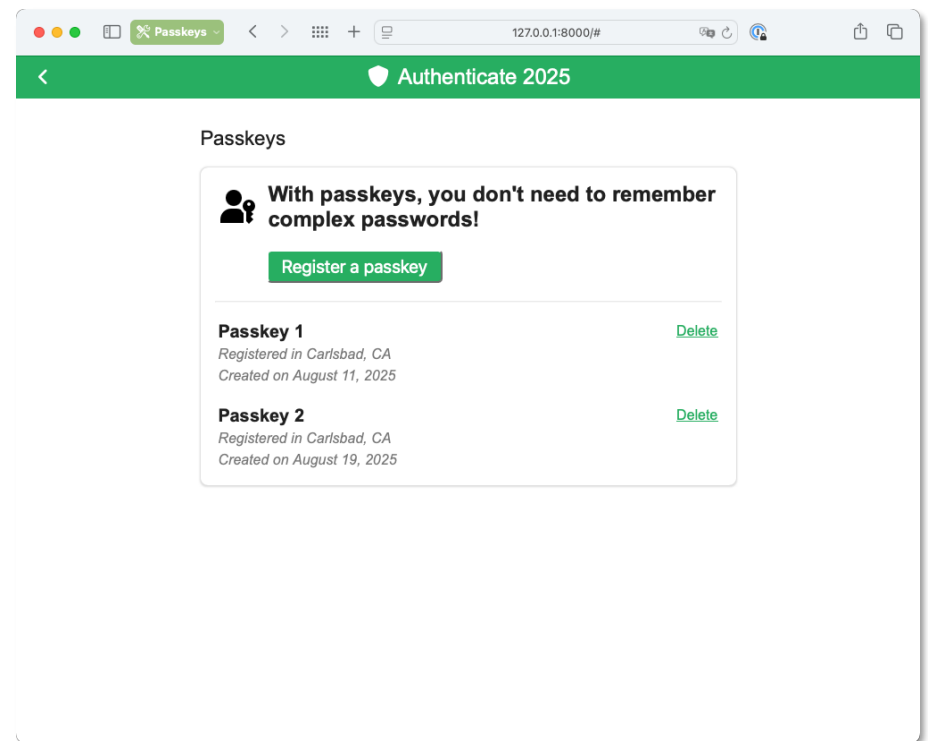 Passkeys
127.0.0.1:8000/#
Authenticate 2025
Passkeys
With passkeys, you don't need to remember
complex passwords!
Register a passkey
Passkey 1
Delete
Registered in Carlsbad, CA
Created on August 11, 2025
Passkey 2
Delete
Registered in Carlsbad, CA
Created on August 19, 2025